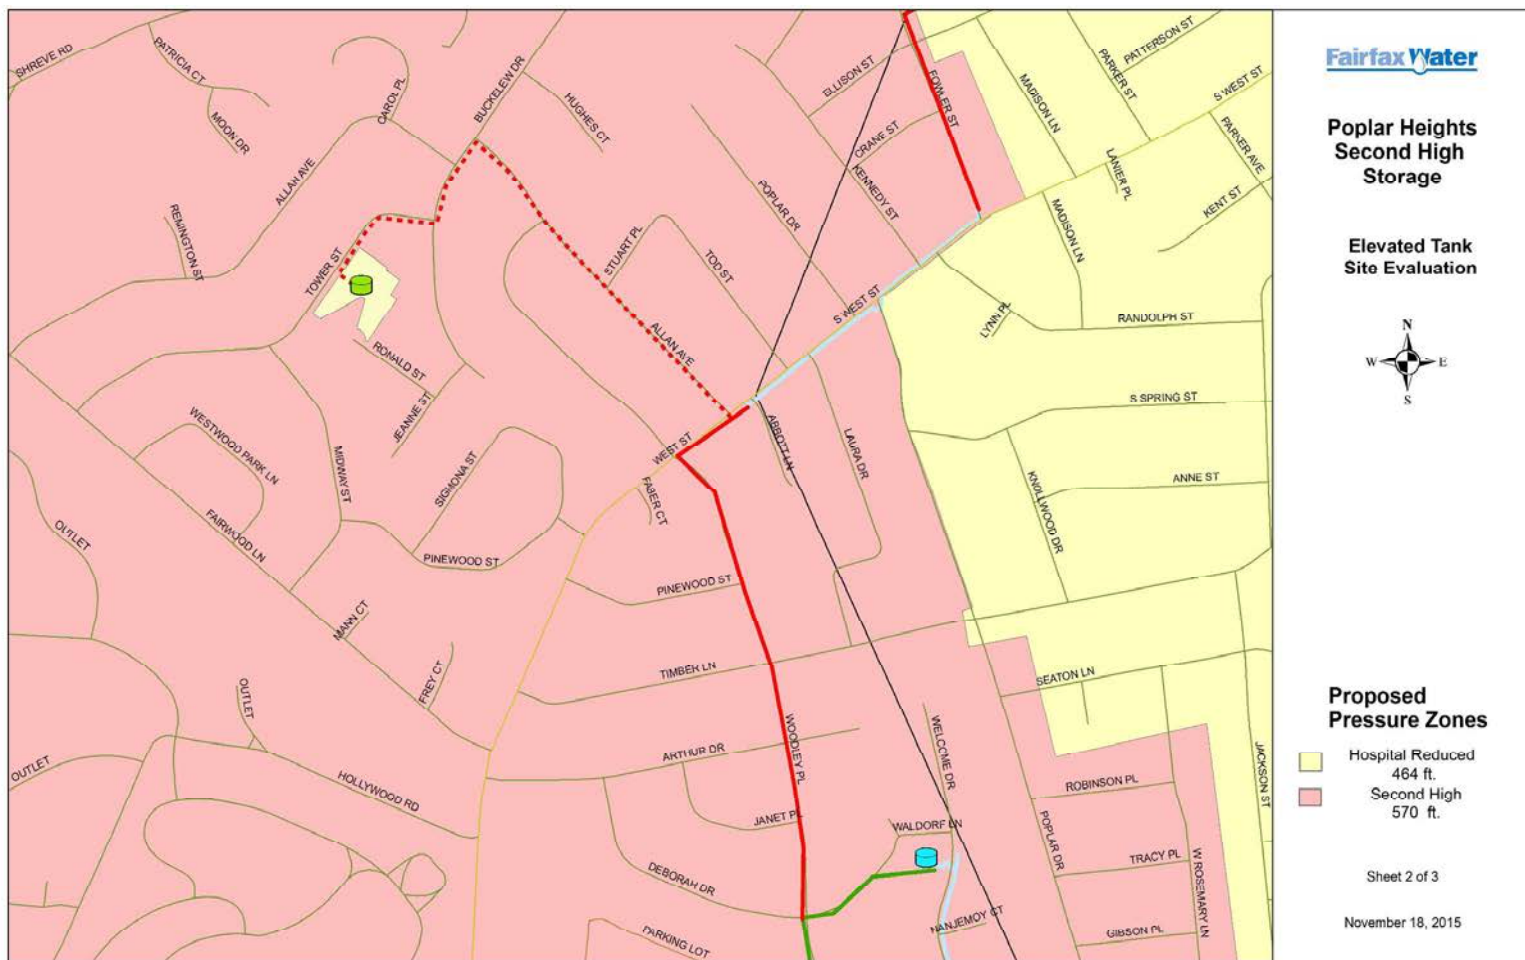 SHREVE RD
PATRICIA CT
MOON DR
CAROL PL
BUCKELEW DR
HUGHES CT
ELLISON ST
FOWLER ST
CRANE ST
KENNEDY ST
POPLAR DR
MADISON LN
PARKER ST
PATTERSON ST
S WEST ST
PARKER AVE
LANIER PL
KENT ST
MADISON LN
ALLAN AVE
REMINGTON ST
TOWER ST
STUART PL
TOD ST
S WEST ST
ALLAN AVE
LYNN PL
RANDOLPH ST
RONALD ST
JEANNE ST
S SPRING ST
WESTWOOD PARK LN
MIDWAY ST
SIGMONA ST
WEST ST
FABER CT
ABBOTT LN
LAURA DR
KNOLLWOOD DR
ANNE ST
OUTLET
FAIRWOOD LN
PINEWOOD ST
PINEWOOD ST
MANN CT
FREY CT
TIMBER LN
SEATON LN
OUTLET
OUTLET
HOLLYWOOD RD
ARTHUR DR
WOODLEY PL
WELCOME DR
JACKSON ST
ROBINSON PL
JANET PL
WALDORF LN
POPLAR DR
TRACY PL
W ROSEMARY LN
DEBORAH DR
NANJEMOY CT
GIBSON PL
PARKING LOT
Fairfax Water
Poplar Heights
Second High
Storage
Elevated Tank
Site Evaluation
N
W E
S
Proposed
Pressure Zones
Hospital Reduced
464 ft.
Second High
570 ft.
Sheet 2 of 3
November 18, 2015